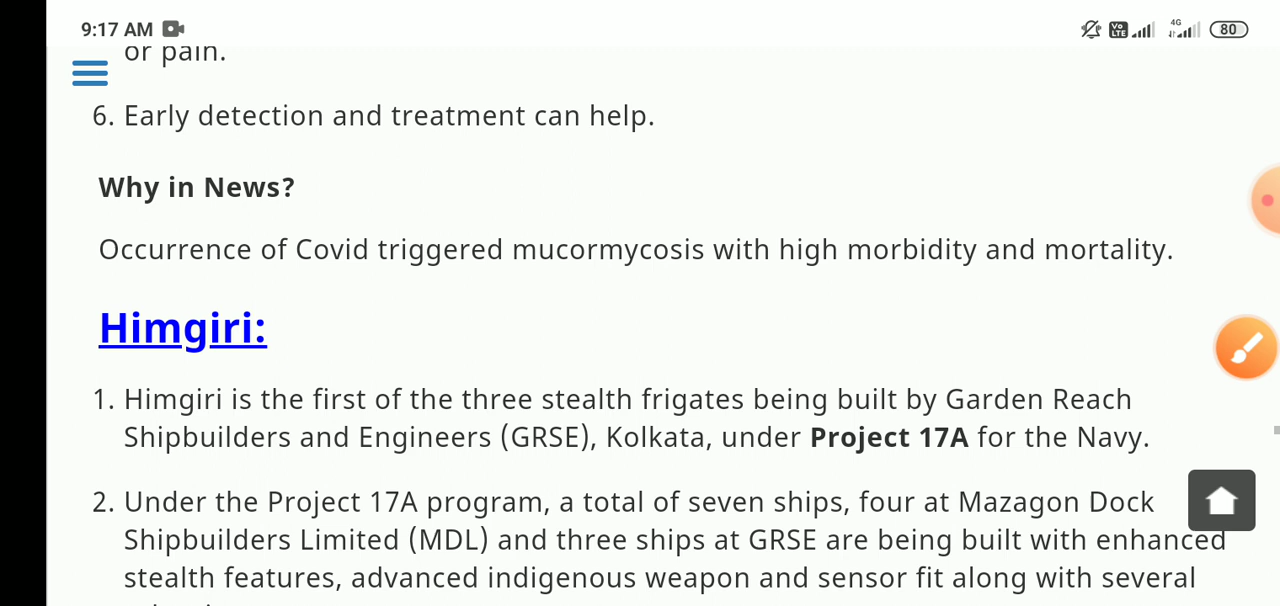 9:17 AM
Vo LTE 4G 80
or pain.
6. Early detection and treatment can help.
Why in News?
Occurrence of Covid triggered mucormycosis with high morbidity and mortality.
Himgiri:
1. Himgiri is the first of the three stealth frigates being built by Garden Reach
Shipbuilders and Engineers (GRSE), Kolkata, under Project 17A for the Navy.
2. Under the Project 17A program, a total of seven ships, four at Mazagon Dock
Shipbuilders Limited (MDL) and three ships at GRSE are being built with enhanced
stealth features, advanced indigenous weapon and sensor fit along with several